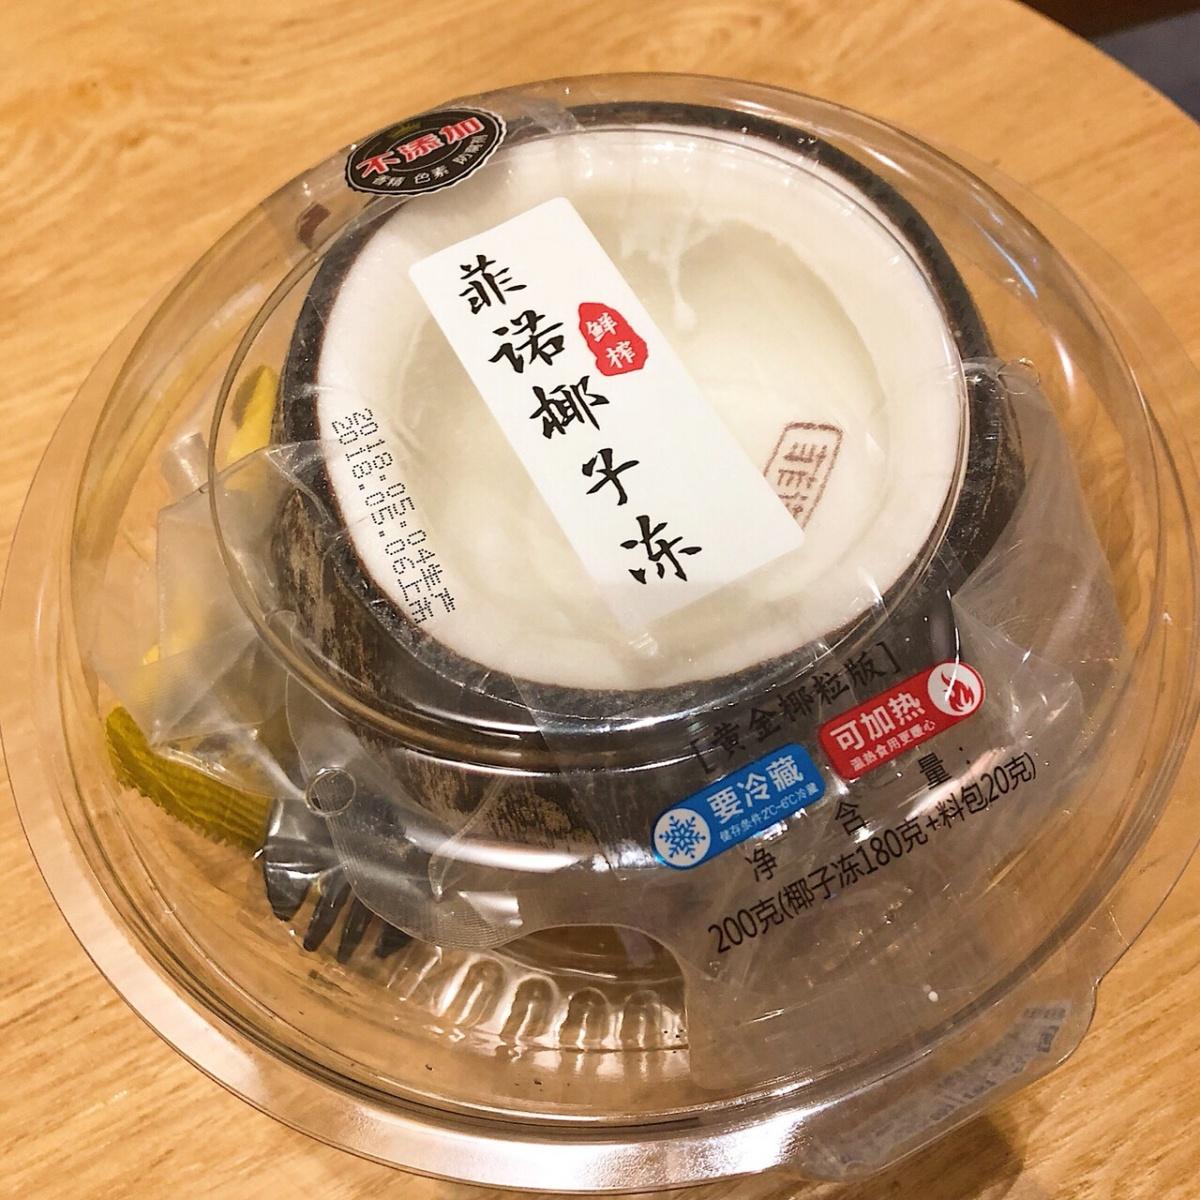 不添加
香精 色素 防腐剂
菲诺椰子冻
鲜榨
2018.05.04生产
2018.05.06上市
[黄金椰粒版]
要冷藏
储存条件2℃-6℃冷藏
可加热
温热食用更暖心
净含量:
200克(椰子冻180克+料包20克)